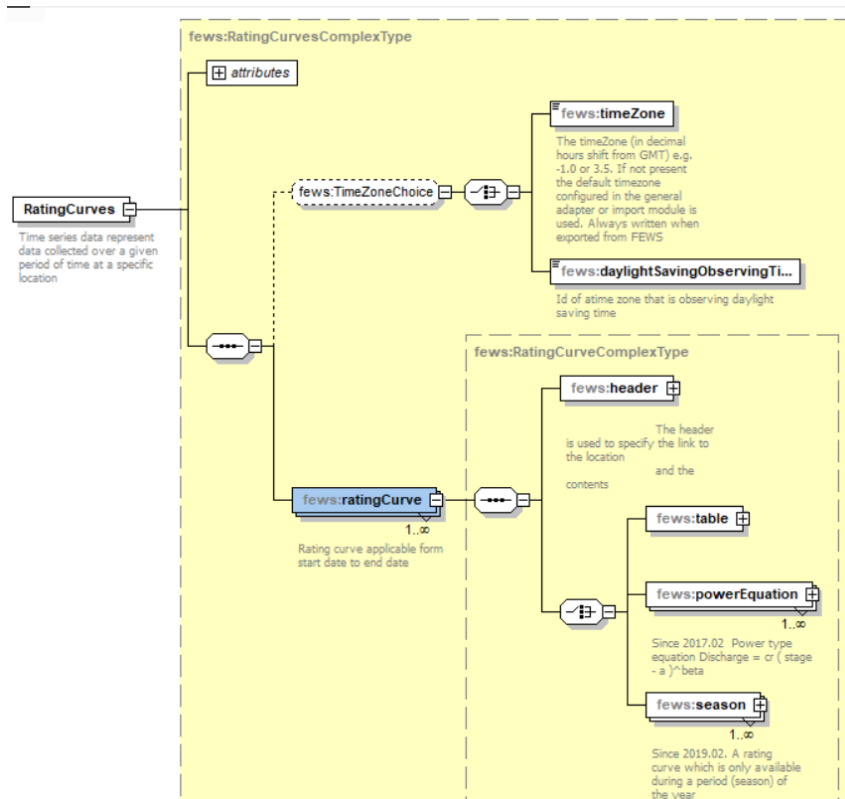 fews:RatingCurvesComplexType
attributes
fews:timeZone
The timeZone (in decimal
hours shift from GMT) e.g.
-1.0 or 3.5. If not present
the default timezone
configured in the general
adapter or import module is
used. Always written when
exported from FEWS
fews:TimeZoneChoice
RatingCurves
Time series data represent
data collected over a given
period of time at a specific
location
fews:daylightSavingObservingTi...
Id of atime zone that is observing daylight
saving time
fews:RatingCurveComplexType
fews:header
The header
is used to specify the link to
the location
and the
contents
fews:ratingCurve
1..∞
Rating curve applicable form
start date to end date
fews:table
fews:powerEquation
1..∞
Since 2017.02  Power type
equation Discharge = cr ( stage
- a )^beta
fews:season
1..∞
Since 2019.02. A rating
curve which is only available
during a period (season) of
the year